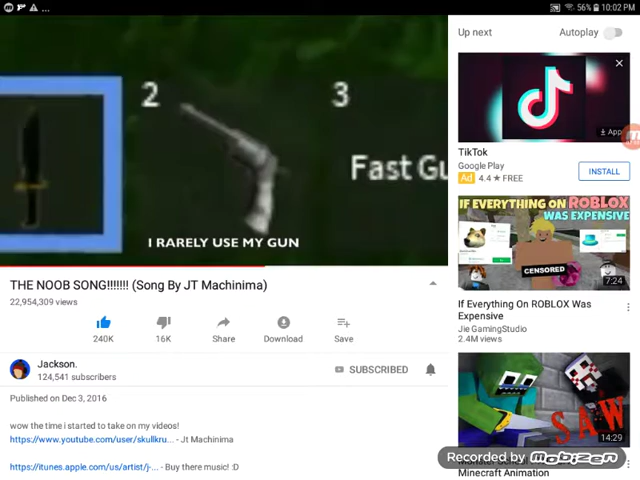 56% 10:02 PM
2
3
Fast Gu
I RARELY USE MY GUN
THE NOOB SONG!!!!!!! (Song By JT Machinima)
22,954,309 views
240K
16K
Share
Download
Save
Jackson.
124,541 subscribers
SUBSCRIBED
Published on Dec 3, 2016
wow the time i started to take on my videos!
https://www.youtube.com/user/skullkru... - Jt Machinima
https://itunes.apple.com/us/artist/j-... - Buy there music! :D
Up next
Autoplay
App
TikTok
Google Play
Ad 4.4 ★ FREE
INSTALL
IF EVERYTHING ON ROBLOX
WAS EXPENSIVE
CENSORED
7:24
If Everything On ROBLOX Was
Expensive
Jie GamingStudio
2.4M views
SAW
14:29
Recorded by Mobizen
Minecraft Animation